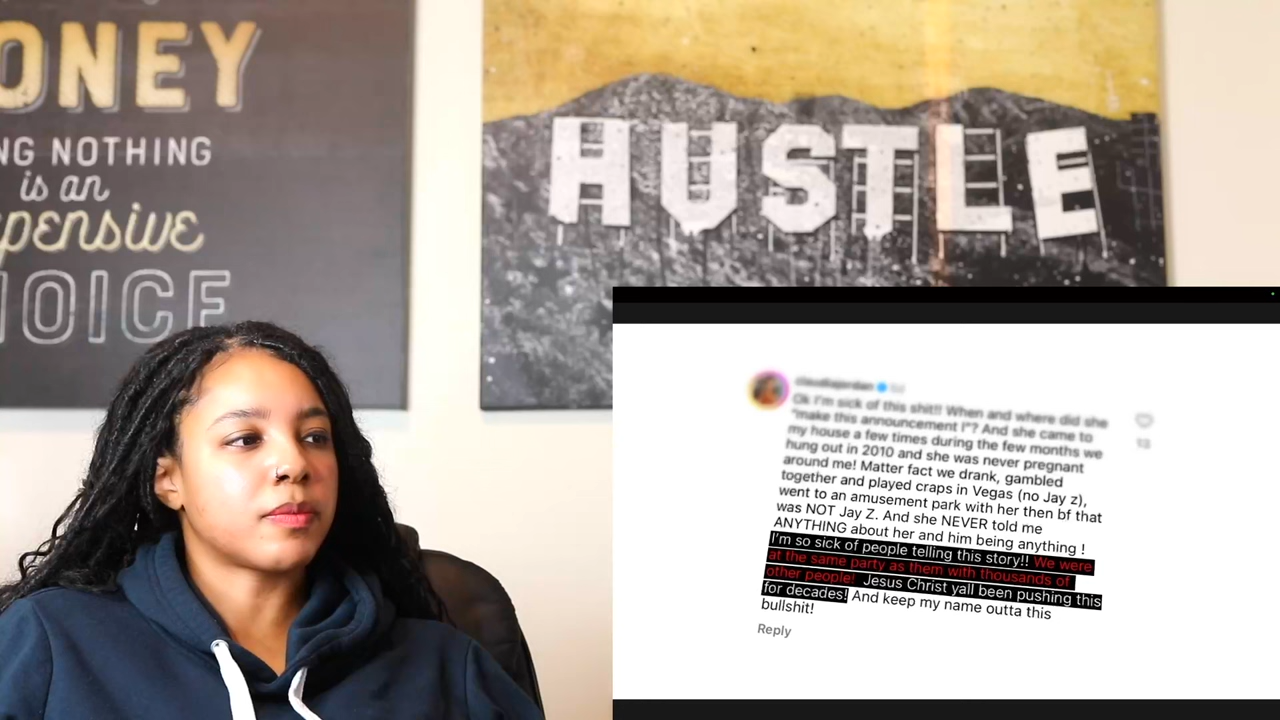 ONEY
NG NOTHING
is an
pensive
HOICE
HUSTLE
claudiajordan
Ok I'm sick of this shit!! When and where did she
"make this announcement I"? And she came to
my house a few times during the few months we
hung out in 2010 and she was never pregnant
around me! Matter fact we drank, gambled
together and played craps in Vegas (no Jay z),
went to an amusement park with her then bf that
was NOT Jay Z. And she NEVER told me
ANYTHING about her and him being anything !
I'm so sick of people telling this story!! We were
at the same party as them with thousands of
other people! Jesus Christ yall been pushing this
for decades! And keep my name outta this
bullshit!
Reply